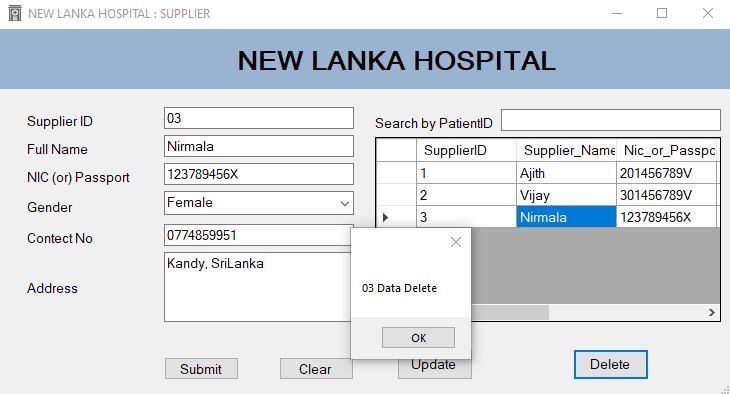 NEW LANKA HOSPITAL : SUPPLIER
NEW LANKA HOSPITAL
Supplier ID 03
Full Name Nirmala
NIC (or) Passport 123789456X
Gender Female
Contect No 0774859951
Address Kandy, SriLanka
Search by PatientID
SupplierID Supplier_Name Nic_or_Passpo
1 Ajith 201456789V
2 Vijay 301456789V
3 Nirmala 123789456X
03 Data Delete
OK
Submit Clear Update Delete